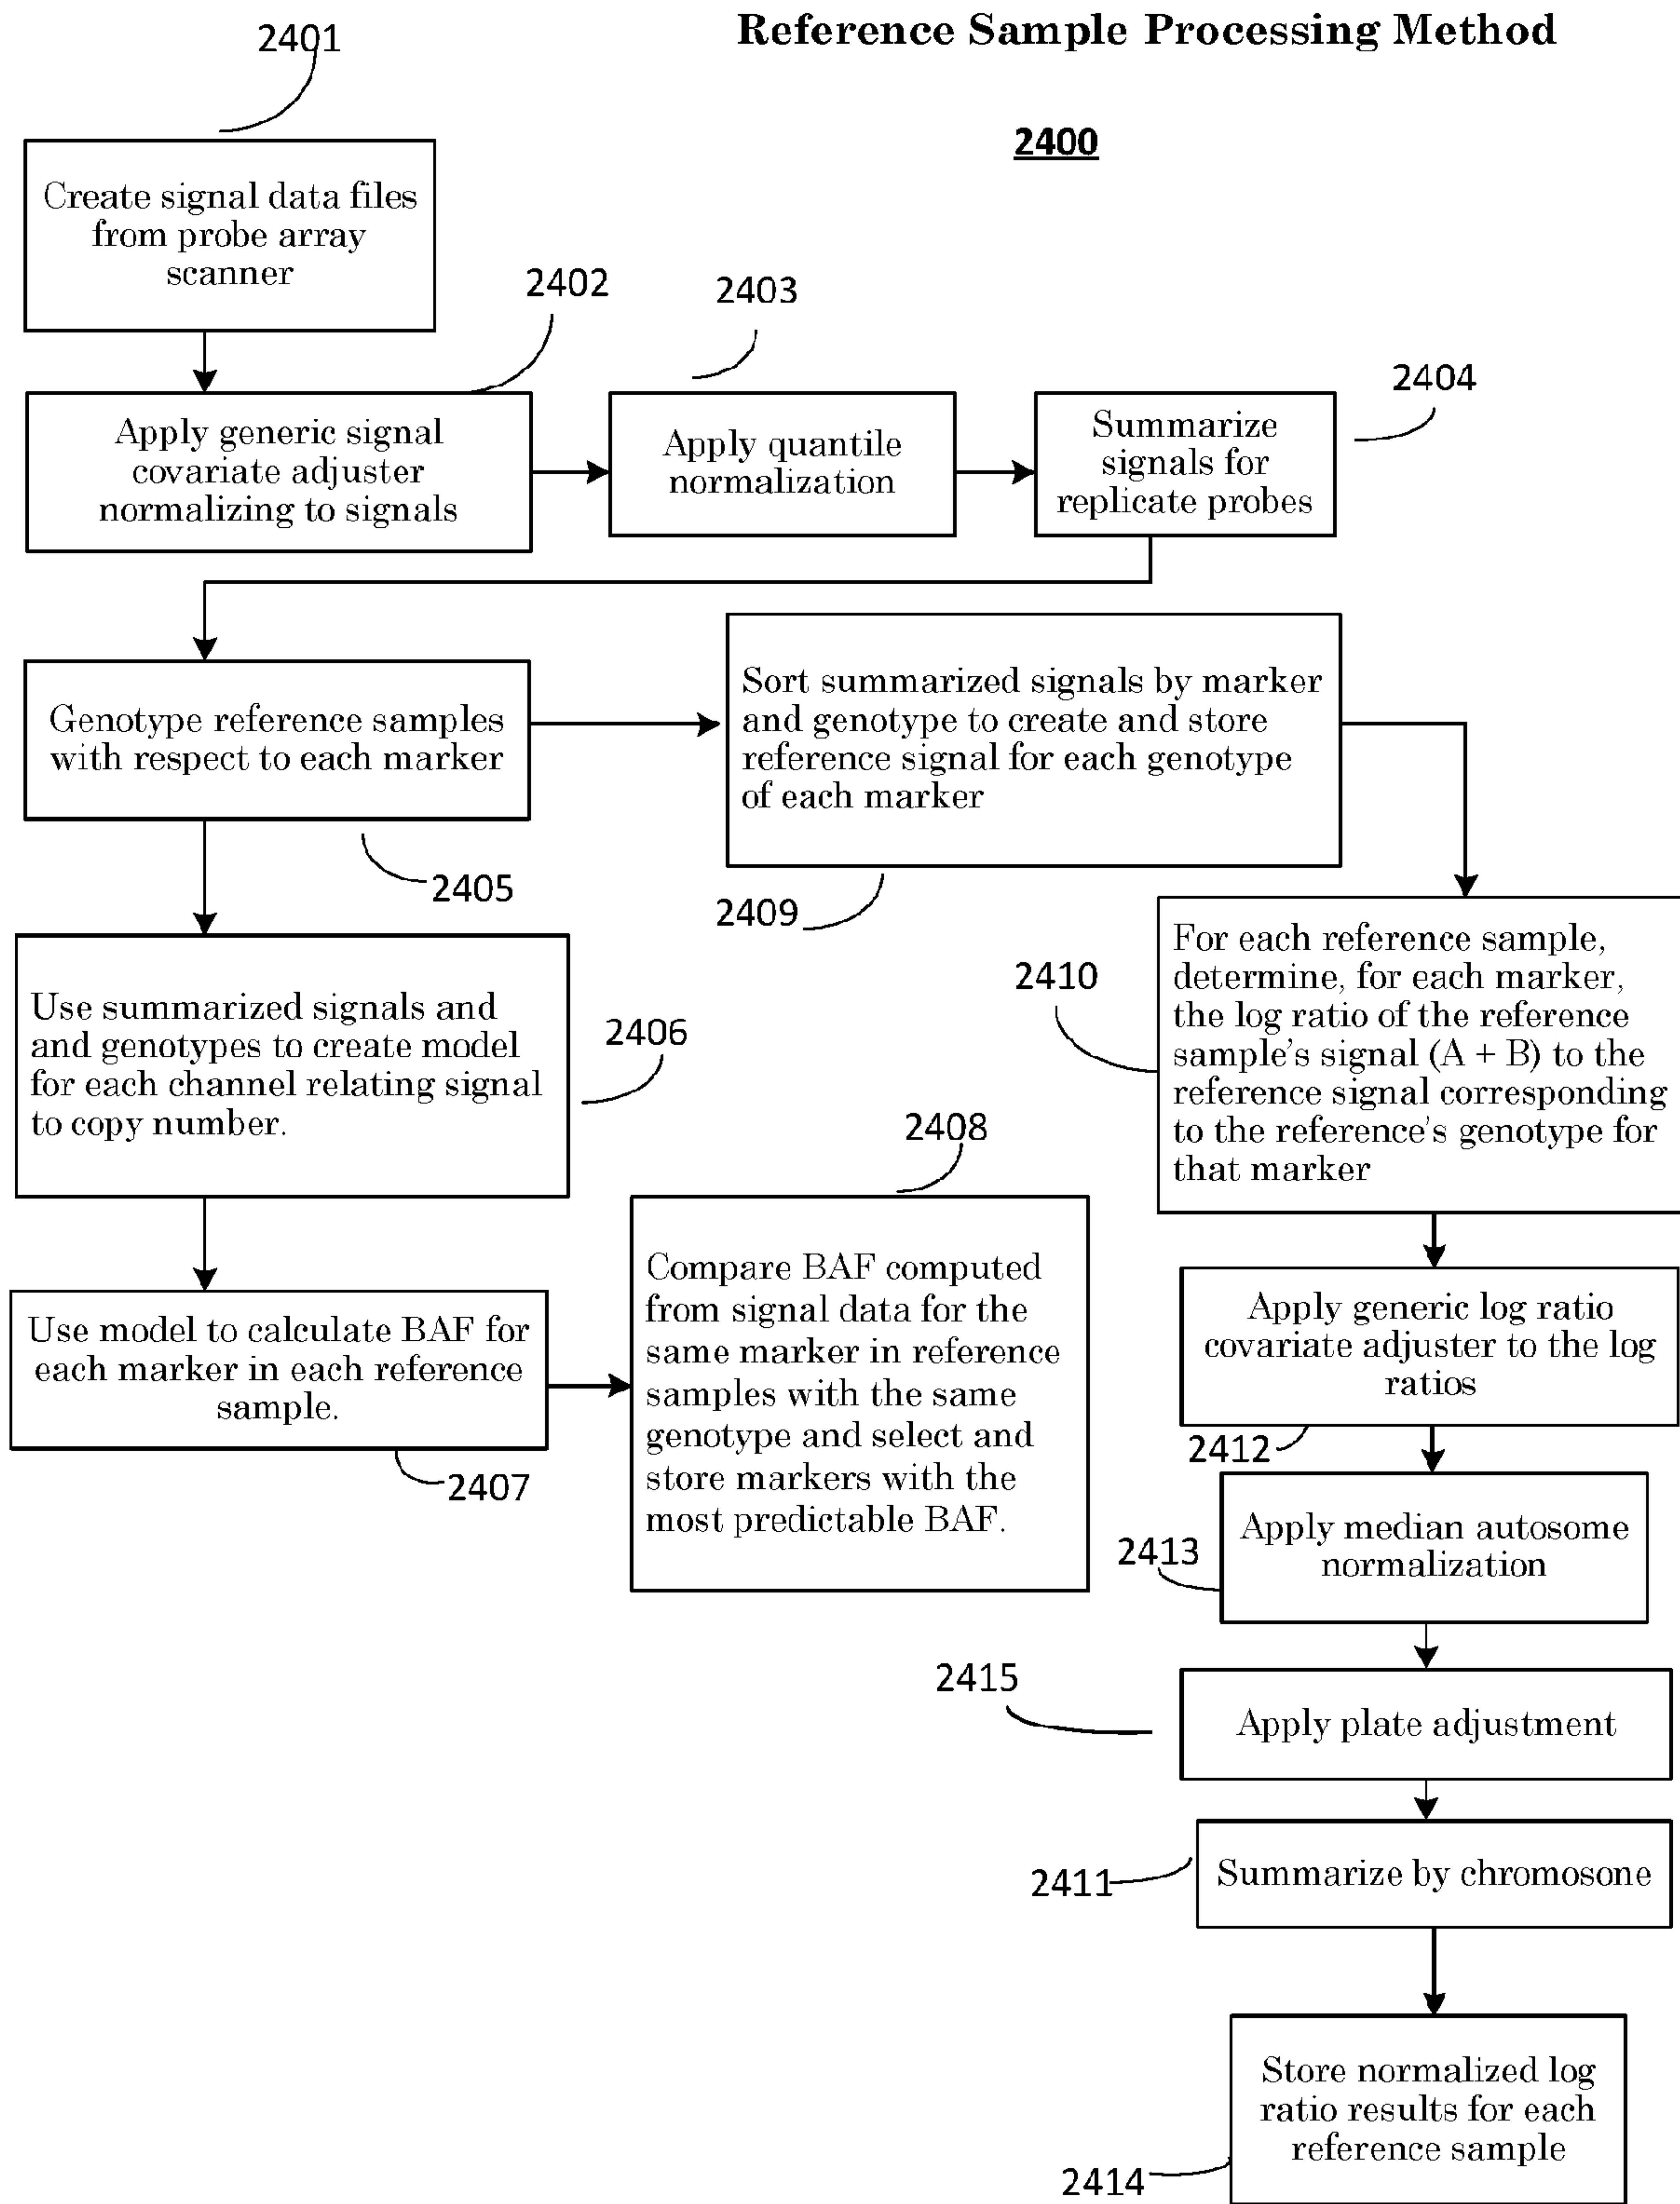 Reference Sample Processing Method
2400
2401
Create signal data files
from probe array
scanner
2402
Apply generic signal
covariate adjuster
normalizing to signals
2403
Apply quantile
normalization
2404
Summarize
signals for
replicate probes
Genotype reference samples
with respect to each marker
2405
Sort summarized signals by marker
and genotype to create and store
reference signal for each genotype
of each marker
2409
Use summarized signals and
and genotypes to create model
for each channel relating signal
to copy number.
2406
Use model to calculate BAF for
each marker in each reference
sample.
2407
2408
Compare BAF computed
from signal data for the
same marker in reference
samples with the same
genotype and select and
store markers with the
most predictable BAF.
2410
For each reference sample,
determine, for each marker,
the log ratio of the reference
sample's signal (A + B) to the
reference signal corresponding
to the reference's genotype for
that marker
Apply generic log ratio
covariate adjuster to the log
ratios
2412
Apply median autosome
normalization
2413
2415
Apply plate adjustment
2411
Summarize by chromosone
Store normalized log
ratio results for each
reference sample
2414